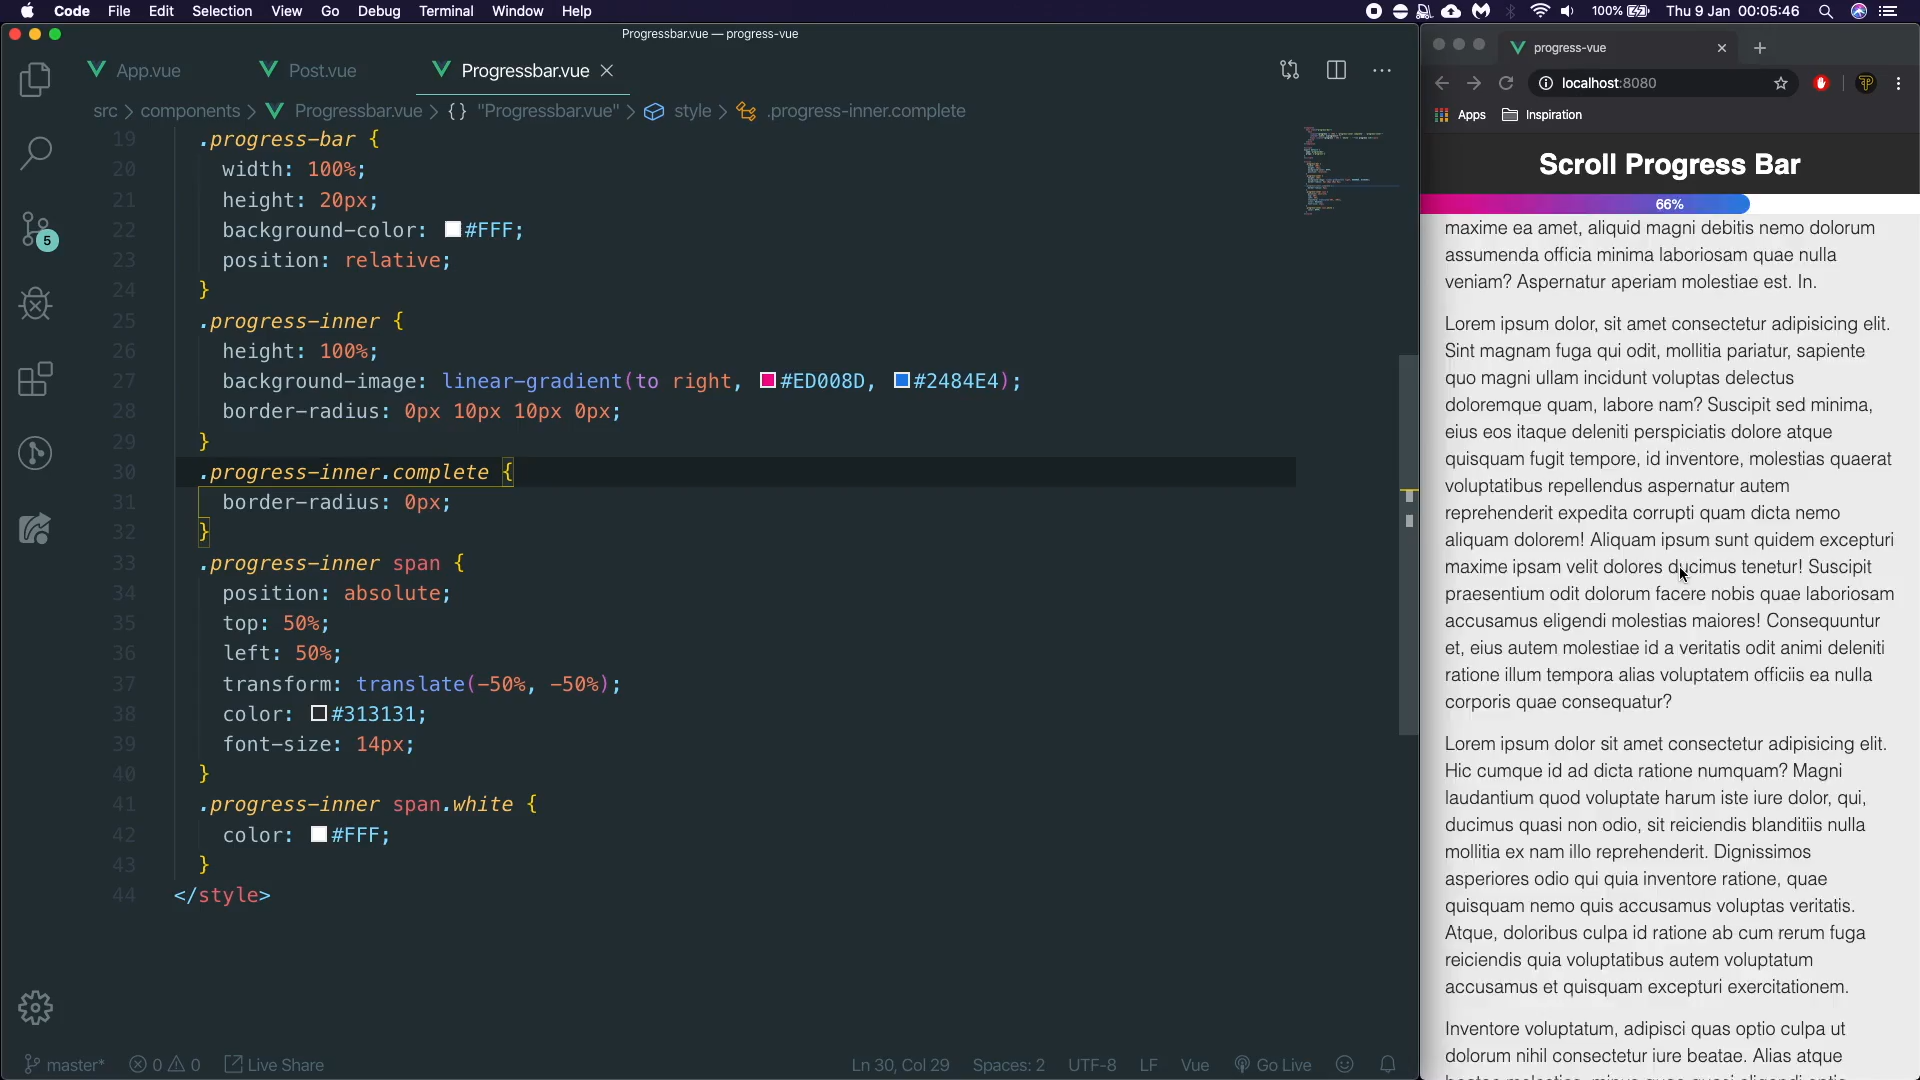 Code File Edit Selection View Go Debug Terminal Window Help
100% Thu 9 Jan 00:05:46
Progressbar.vue — progress-vue
App.vue Post.vue Progressbar.vue
src > components > Progressbar.vue > {} "Progressbar.vue" > style > .progress-inner.complete
19 .progress-bar {
20 width: 100%;
21 height: 20px;
22 background-color: #FFF;
23 position: relative;
24 }
25 .progress-inner {
26 height: 100%;
27 background-image: linear-gradient(to right, #ED008D, #2484E4);
28 border-radius: 0px 10px 10px 0px;
29 }
30 .progress-inner.complete {
31 border-radius: 0px;
32 }
33 .progress-inner span {
34 position: absolute;
35 top: 50%;
36 left: 50%;
37 transform: translate(-50%, -50%);
38 color: #313131;
39 font-size: 14px;
40 }
41 .progress-inner span.white {
42 color: #FFF;
43 }
44 </style>
5
master* 0 0 Live Share
Ln 30, Col 29 Spaces: 2 UTF-8 LF Vue Go Live
progress-vue
localhost:8080
Apps Inspiration
Scroll Progress Bar
66%
maxime ea amet, aliquid magni debitis nemo dolorum
assumenda officia minima laboriosam quae nulla
veniam? Aspernatur aperiam molestiae est. In.
Lorem ipsum dolor, sit amet consectetur adipisicing elit.
Sint magnam fuga qui odit, mollitia pariatur, sapiente
quo magni ullam incidunt voluptas delectus
doloremque quam, labore nam? Suscipit sed minima,
eius eos itaque deleniti perspiciatis dolore atque
quisquam fugit tempore, id inventore, molestias quaerat
voluptatibus repellendus aspernatur autem
reprehenderit expedita corrupti quam dicta nemo
aliquam dolorem! Aliquam ipsum sunt quidem excepturi
maxime ipsam velit dolores ducimus tenetur! Suscipit
praesentium odit dolorum facere nobis quae laboriosam
accusamus eligendi molestias maiores! Consequuntur
et, eius autem molestiae id a veritatis odit animi deleniti
ratione illum tempora alias voluptatem officiis ea nulla
corporis quae consequatur?
Lorem ipsum dolor sit amet consectetur adipisicing elit.
Hic cumque id ad dicta ratione numquam? Magni
laudantium quod voluptate harum iste iure dolor, qui,
ducimus quasi non odio, sit reiciendis blanditiis nulla
mollitia ex nam illo reprehenderit. Dignissimos
asperiores odio qui quia inventore ratione, quae
quisquam nemo quis accusamus voluptas veritatis.
Atque, doloribus culpa id ratione ab cum rerum fuga
reiciendis quia voluptatibus autem voluptatum
accusamus et quisquam excepturi exercitationem.
Inventore voluptatum, adipisci quas optio culpa ut
dolorum nihil consectetur iure beatae. Alias atque